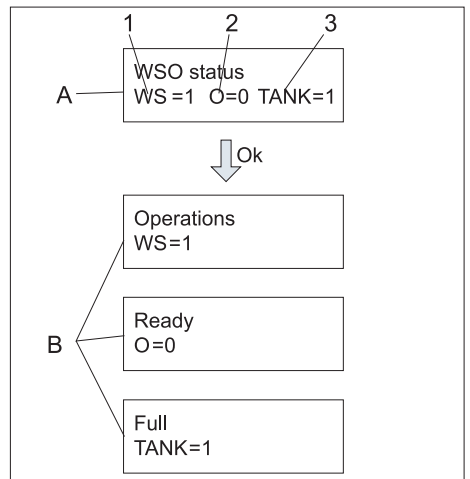 1 2 3
WSO status
A
WS =1 O=0 TANK=1
Ok
Operations
WS=1
B
Ready
O=0
Full
TANK=1